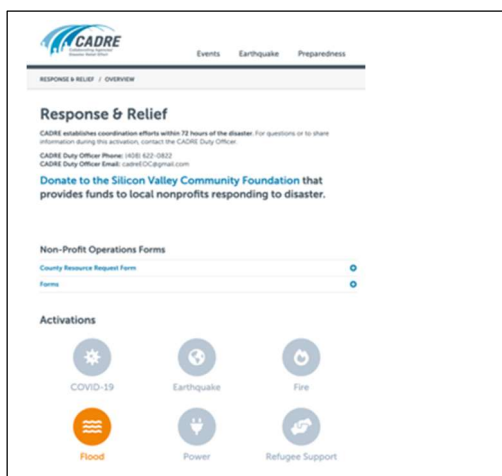 CADRE
Collaborating Agencies'
Disaster Relief Effort
Events Earthquake Preparedness
RESPONSE & RELIEF / OVERVIEW
Response & Relief
CADRE establishes coordination efforts within 72 hours of the disaster. For questions or to share
information during this activation, contact the CADRE Duty Officer.
CADRE Duty Officer Phone: (408) 622-0822
CADRE Duty Officer Email: cadreEOC@gmail.com
Donate to the Silicon Valley Community Foundation that
provides funds to local nonprofits responding to disaster.
Non-Profit Operations Forms
County Resource Request Form
Forms
Activations
COVID-19 Earthquake Fire
Flood Power Refugee Support